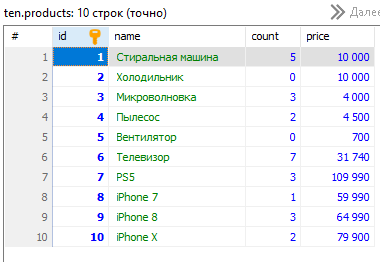 ten.products: 10 строк (точно) Далее
# id name count price
1 1 Стиральная машина 5 10 000
2 2 Холодильник 0 10 000
3 3 Микроволновка 3 4 000
4 4 Пылесос 2 4 500
5 5 Вентилятор 0 700
6 6 Телевизор 7 31 740
7 7 PS5 3 109 990
8 8 iPhone 7 1 59 990
9 9 iPhone 8 3 64 990
10 10 iPhone X 2 79 900